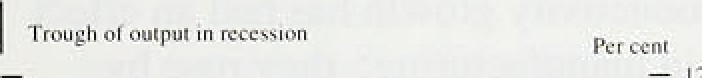 Trough of output in recession
Per cent